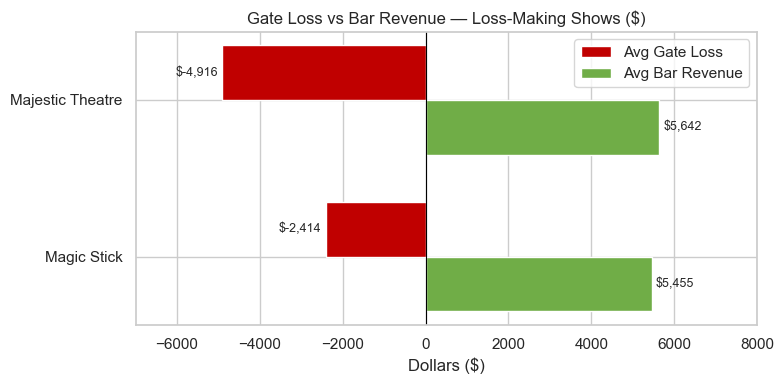 Gate Loss vs Bar Revenue — Loss-Making Shows ($)
Avg Gate Loss
Avg Bar Revenue
$-4,916
Majestic Theatre
$5,642
$-2,414
Magic Stick
$5,455
−6000 −4000 −2000 0 2000 4000 6000 8000
Dollars ($)